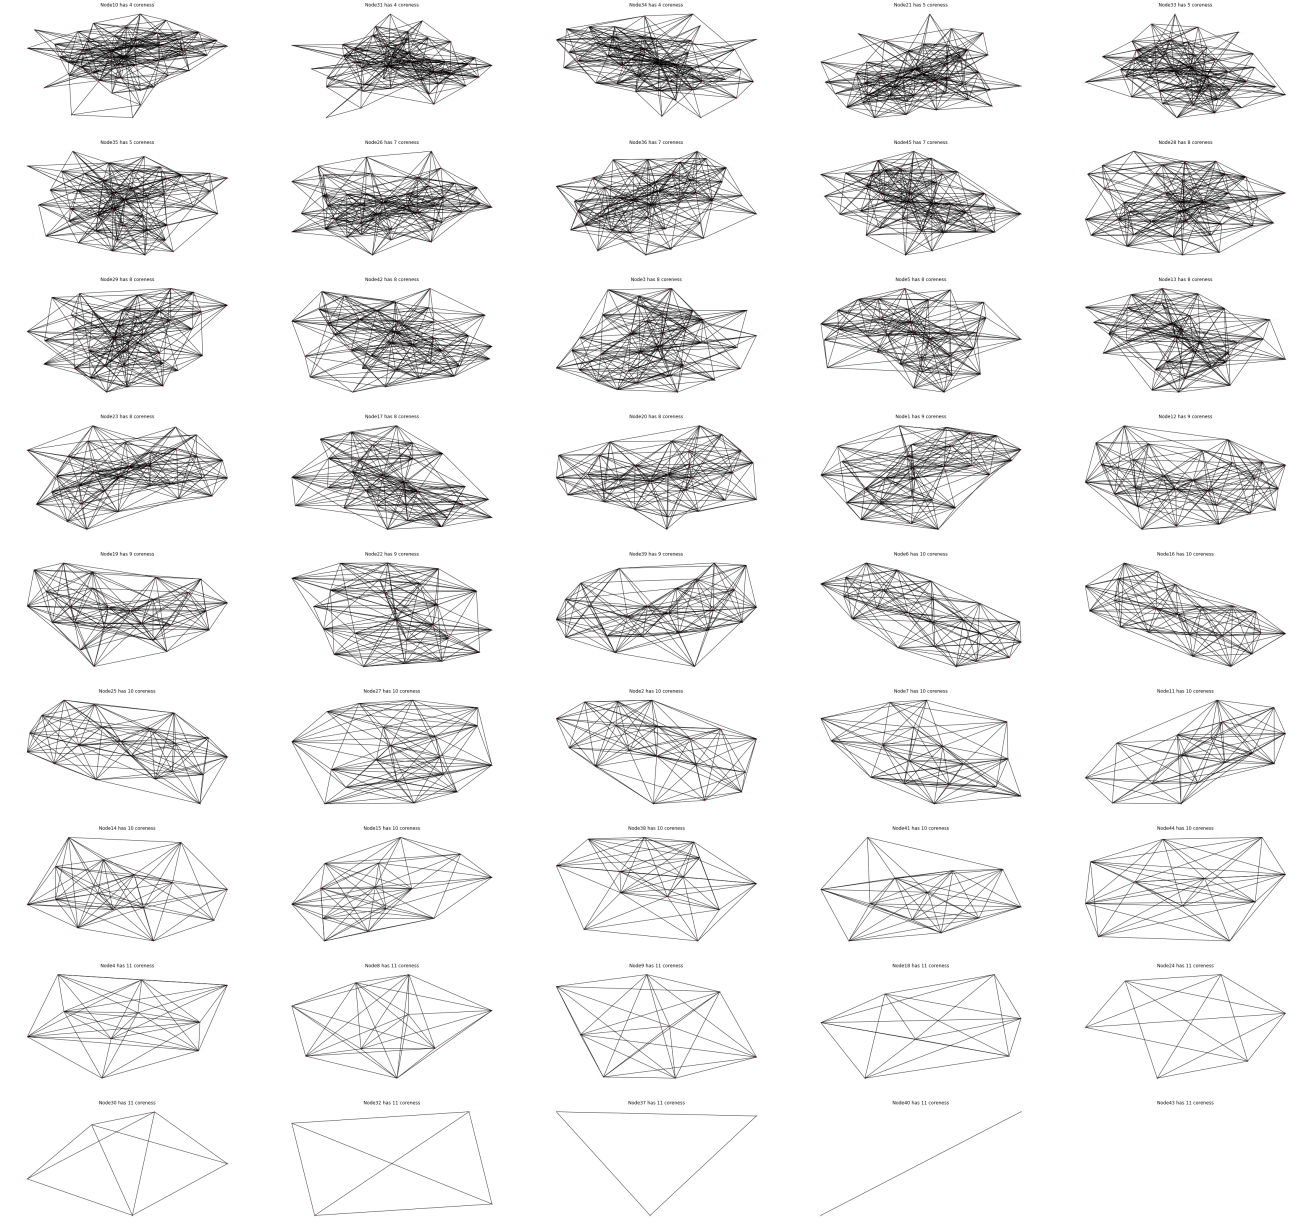 Node10 has 4 coreness
Node31 has 4 coreness
Node34 has 4 coreness
Node21 has 5 coreness
Node33 has 5 coreness
Node35 has 5 coreness
Node26 has 7 coreness
Node36 has 7 coreness
Node45 has 7 coreness
Node28 has 8 coreness
Node29 has 8 coreness
Node42 has 8 coreness
Node3 has 8 coreness
Node5 has 8 coreness
Node13 has 8 coreness
Node23 has 8 coreness
Node17 has 8 coreness
Node20 has 8 coreness
Node1 has 9 coreness
Node12 has 9 coreness
Node19 has 9 coreness
Node22 has 9 coreness
Node39 has 9 coreness
Node6 has 10 coreness
Node16 has 10 coreness
Node25 has 10 coreness
Node27 has 10 coreness
Node2 has 10 coreness
Node7 has 10 coreness
Node11 has 10 coreness
Node14 has 10 coreness
Node15 has 10 coreness
Node38 has 10 coreness
Node41 has 10 coreness
Node44 has 10 coreness
Node4 has 11 coreness
Node8 has 11 coreness
Node9 has 11 coreness
Node18 has 11 coreness
Node24 has 11 coreness
Node30 has 11 coreness
Node32 has 11 coreness
Node37 has 11 coreness
Node40 has 11 coreness
Node43 has 11 coreness